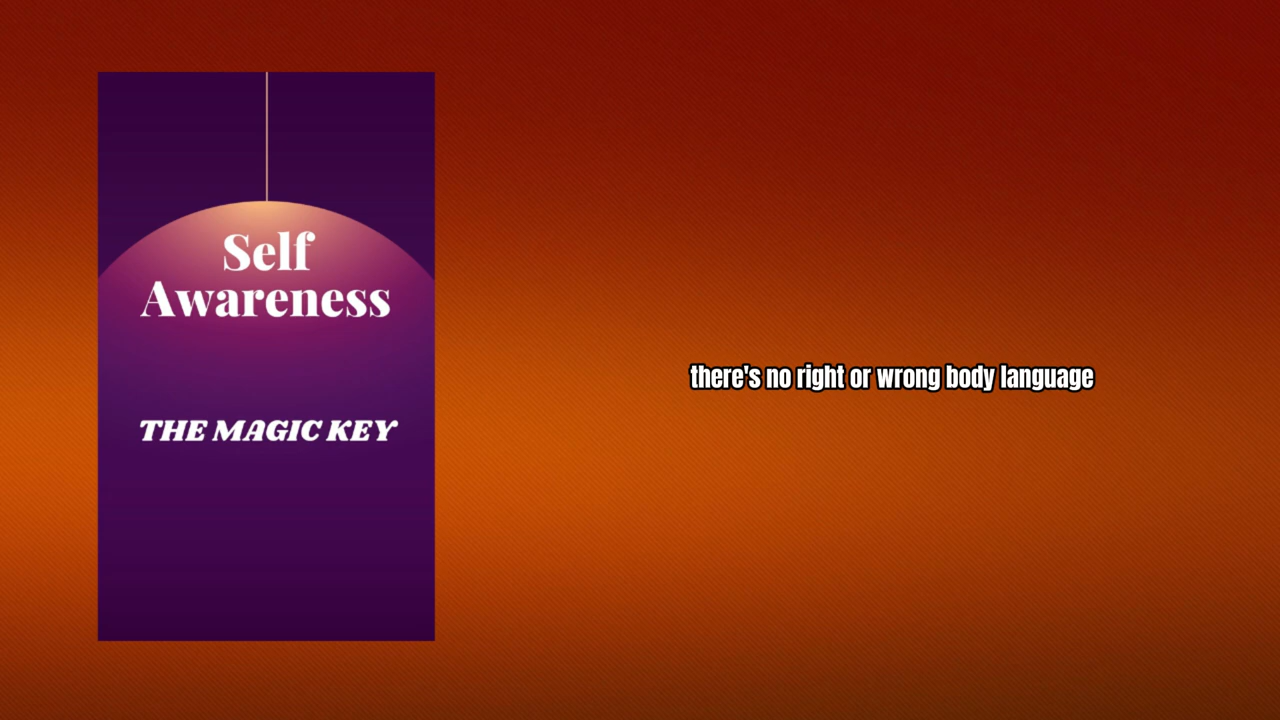 Self
Awareness
THE MAGIC KEY
there's no right or wrong body language